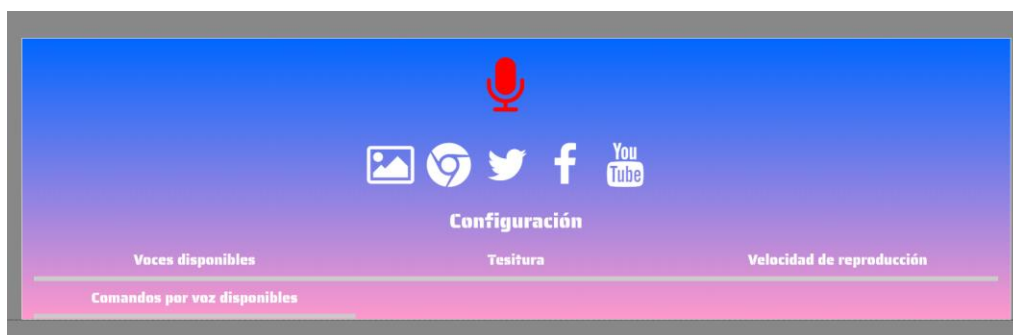 You
Tube
Configuración
Voces disponibles Tesitura Velocidad de reproducción
Comandos por voz disponibles